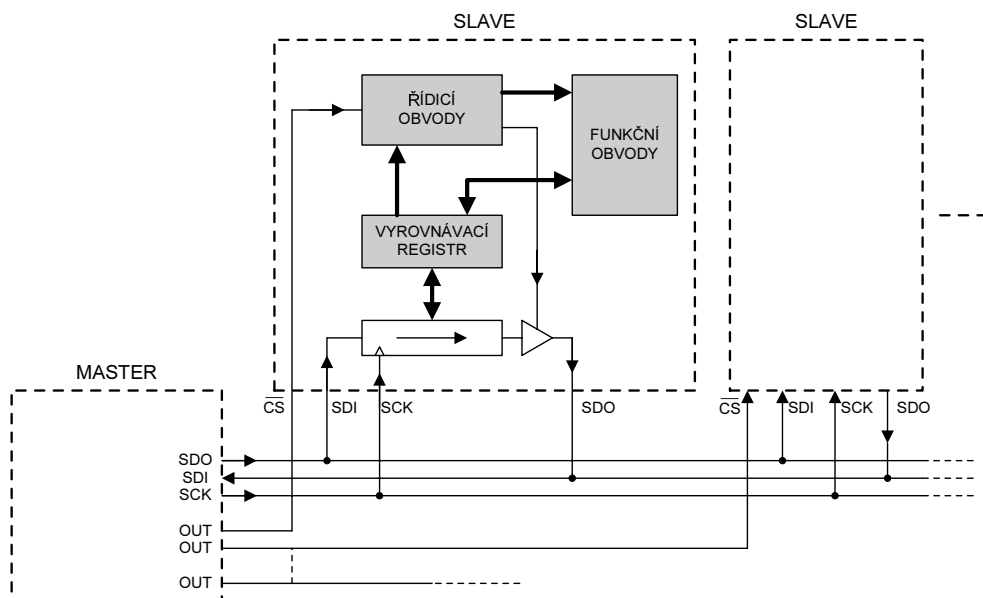 SLAVE
SLAVE
ŘÍDICÍ
OBVODY
FUNKČNÍ
OBVODY
VYROVNÁVACÍ
REGISTR
MASTER
CS SDI SCK SDO
CS SDI SCK SDO
SDO
SDI
SCK
OUT
OUT
OUT